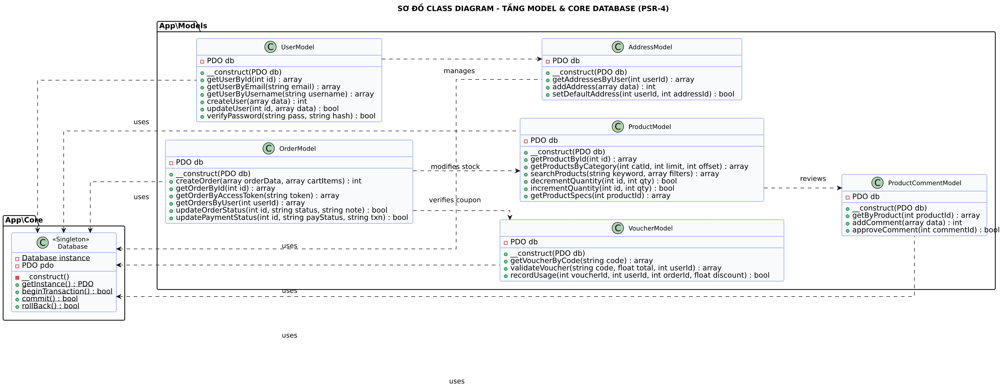 SƠ ĐỒ CLASS DIAGRAM - TẦNG MODEL & CORE DATABASE (PSR-4)
App\Models
C UserModel
PDO db
__construct(PDO db)
getUserById(int id) : array
getUserByEmail(string email) : array
getUserByUsername(string username) : array
createUser(array data) : int
updateUser(int id, array data) : bool
verifyPassword(string pass, string hash) : bool
manages
C AddressModel
PDO db
__construct(PDO db)
getAddressesByUser(int userId) : array
addAddress(array data) : int
setDefaultAddress(int userId, int addressId) : bool
uses
C OrderModel
PDO db
__construct(PDO db)
createOrder(array orderData, array cartItems) : int
getOrderById(int id) : array
getOrderByAccessToken(string token) : array
getOrdersByUser(int userId) : array
updateOrderStatus(int id, string status, string note) : bool
updatePaymentStatus(int id, string payStatus, string txn) : bool
uses
modifies stock
verifies coupon
C ProductModel
PDO db
__construct(PDO db)
getProductById(int id) : array
getProductsByCategory(int catId, int limit, int offset) : array
searchProducts(string keyword, array filters) : array
decrementQuantity(int id, int qty) : bool
incrementQuantity(int id, int qty) : bool
getProductSpecs(int productId) : array
reviews
C ProductCommentModel
PDO db
__construct(PDO db)
getByProduct(int productId) : array
addComment(array data) : int
approveComment(int commentId) : bool
C VoucherModel
PDO db
__construct(PDO db)
getVoucherByCode(string code) : array
validateVoucher(string code, float total, int userId) : array
recordUsage(int voucherId, int userId, int orderId, float discount) : bool
App\Core
C «Singleton»
Database
Database instance
PDO pdo
__construct()
getInstance() : PDO
beginTransaction() : bool
commit() : bool
rollBack() : bool
uses
uses
uses
uses